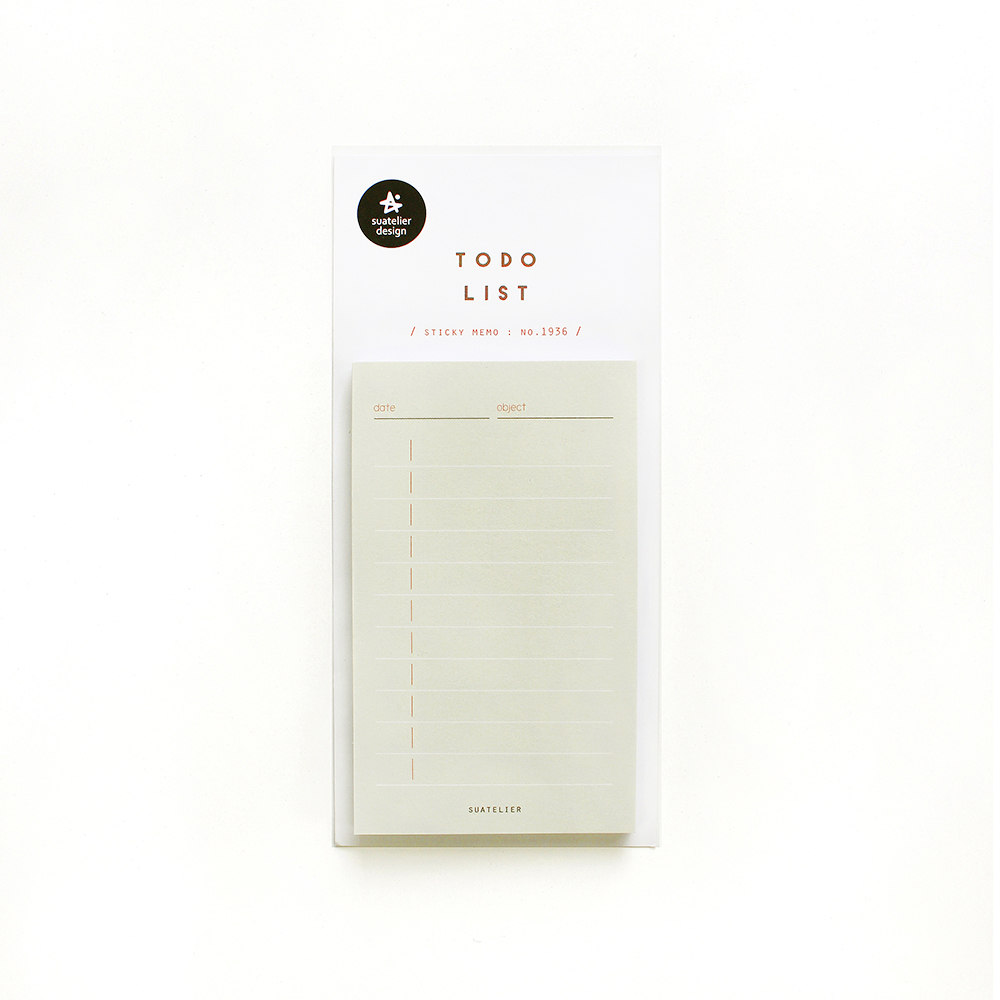 suatelier
design
TODO
LIST
/ STICKY MEMO : NO.1936 /
date object
SUATELIER